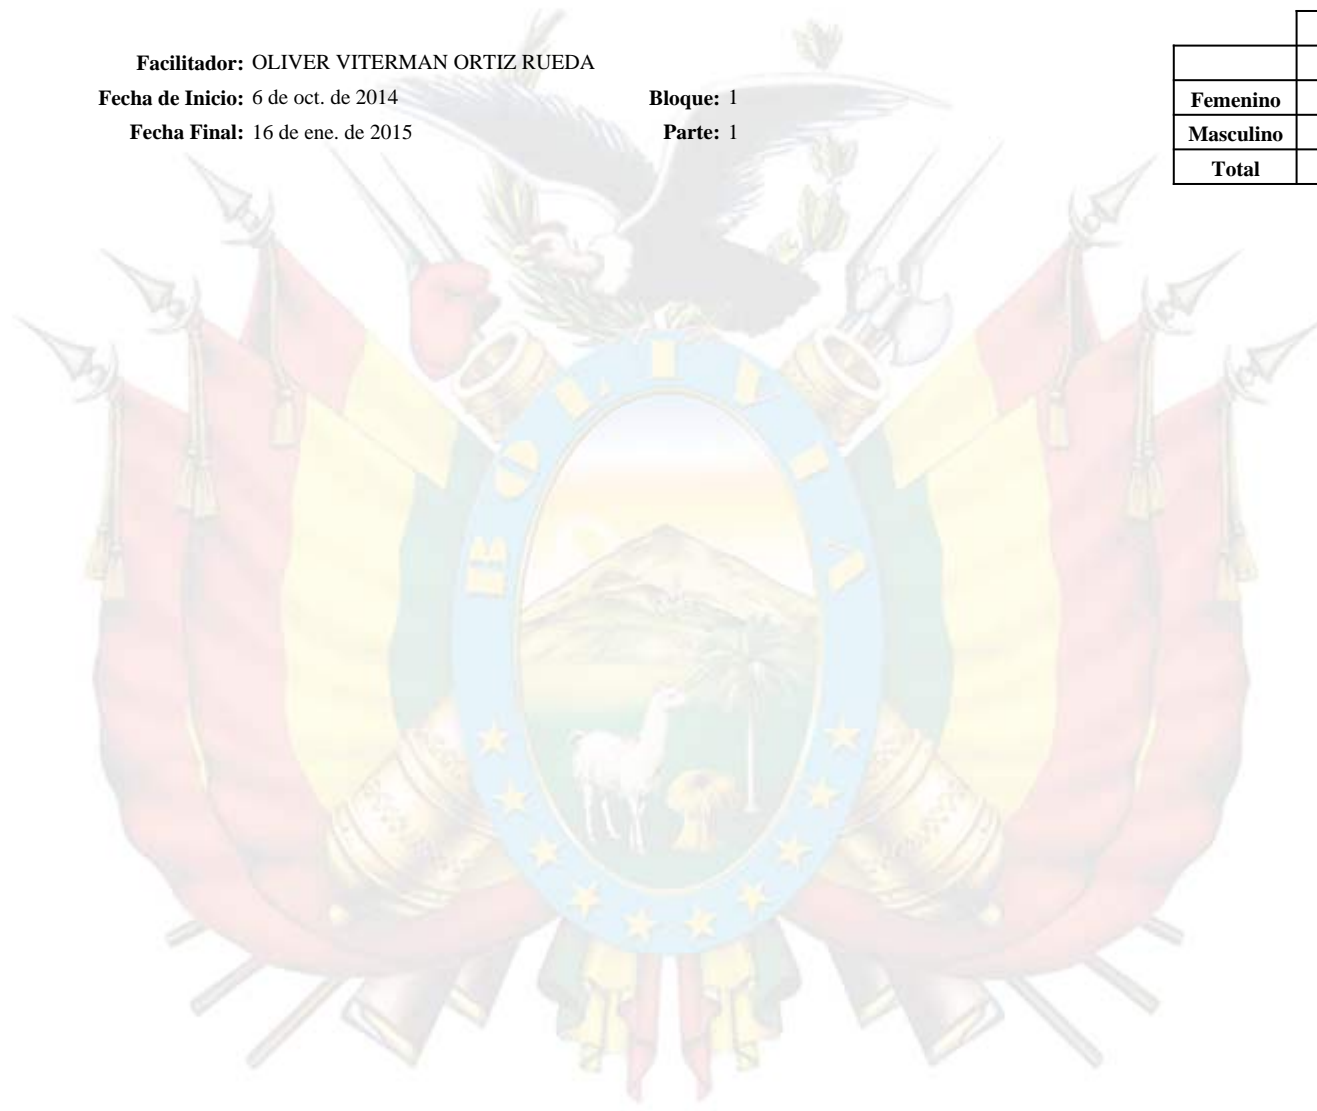 Facilitador: OLIVER VITERMAN ORTIZ RUEDA
Fecha de Inicio: 6 de oct. de 2014 Bloque: 1
Fecha Final: 16 de ene. de 2015 Parte: 1
Femenino
Masculino
Total
BOLIVIA